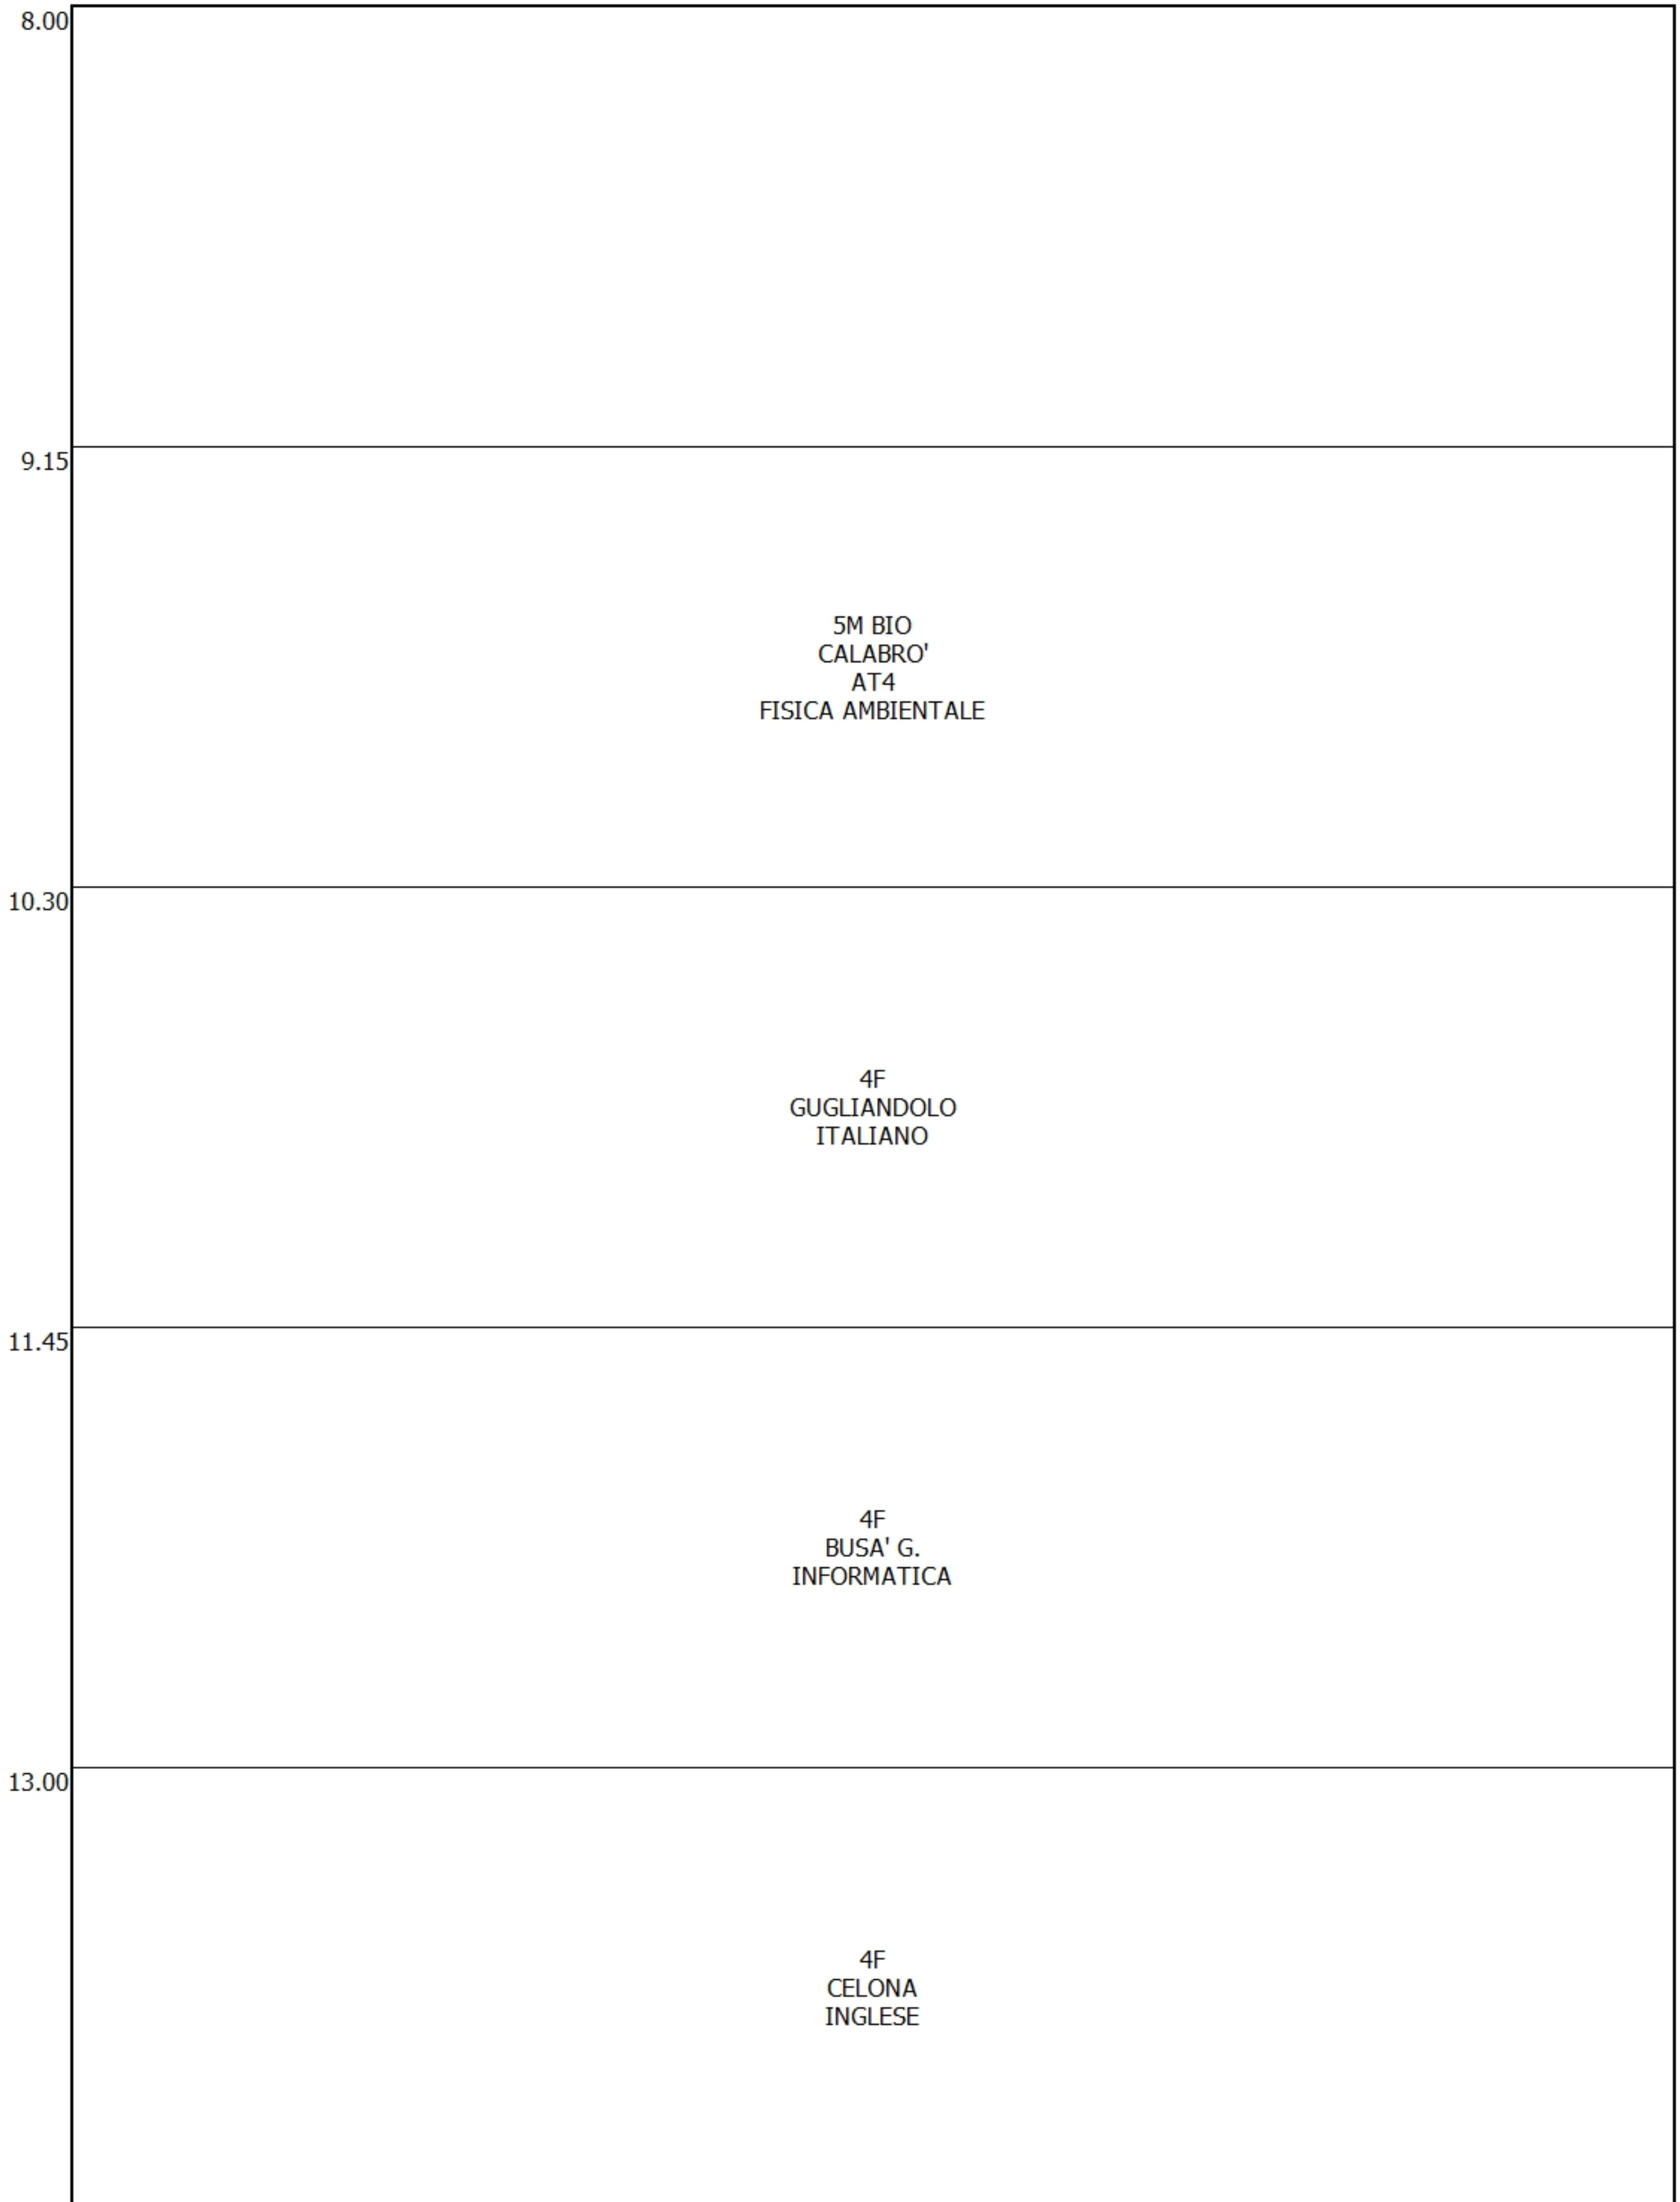 8.00
9.15
5M BIO
CALABRO'
AT4
FISICA AMBIENTALE
10.30
4F
GUGLIANDOLO
ITALIANO
11.45
4F
BUSA' G.
INFORMATICA
13.00
4F
CELONA
INGLESE